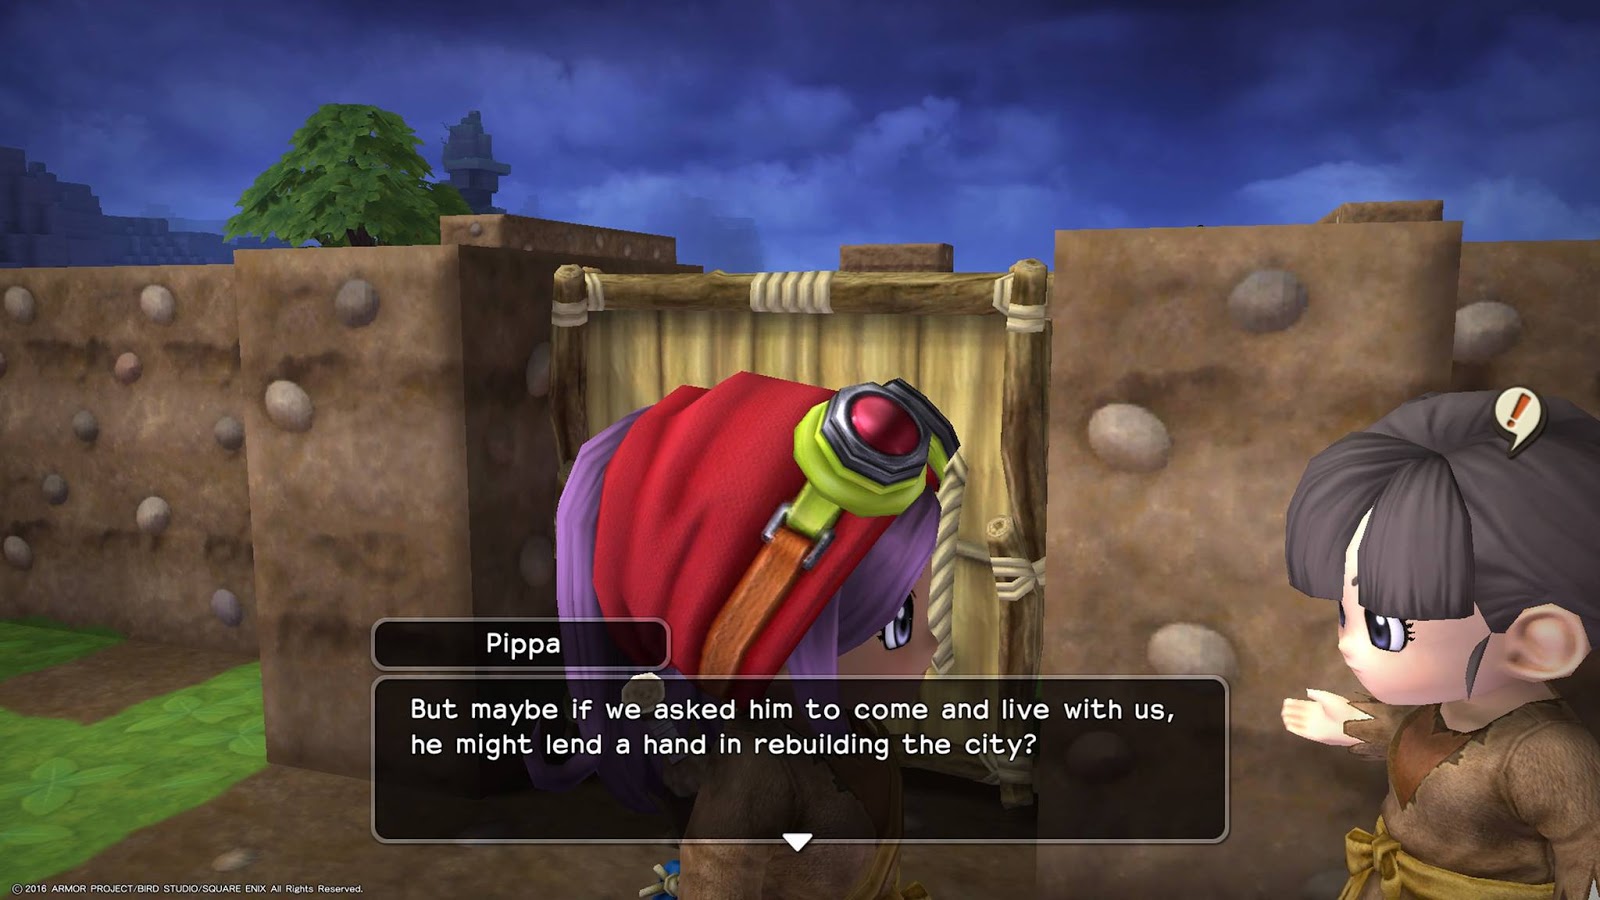 Pippa
But maybe if we asked him to come and live with us,
he might lend a hand in rebuilding the city?
© 2016 ARMOR PROJECT/BIRD STUDIO/SQUARE ENIX All Rights Reserved.